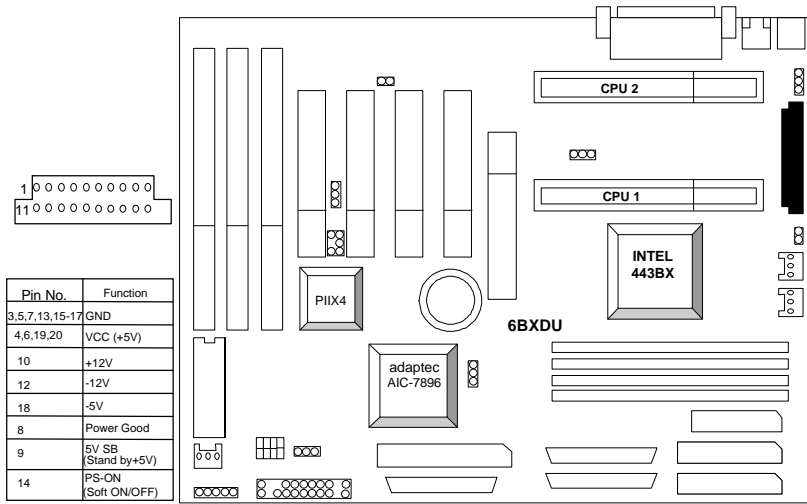 CPU 2
CPU 1
1
11
INTEL
443BX
PIIX4
6BXDU
adaptec
AIC-7896
Pin No. Function
3,5,7,13,15-17 GND
4,6,19,20 VCC (+5V)
10 +12V
12 -12V
18 -5V
8 Power Good
9 5V SB
(Stand by+5V)
14 PS-ON
(Soft ON/OFF)